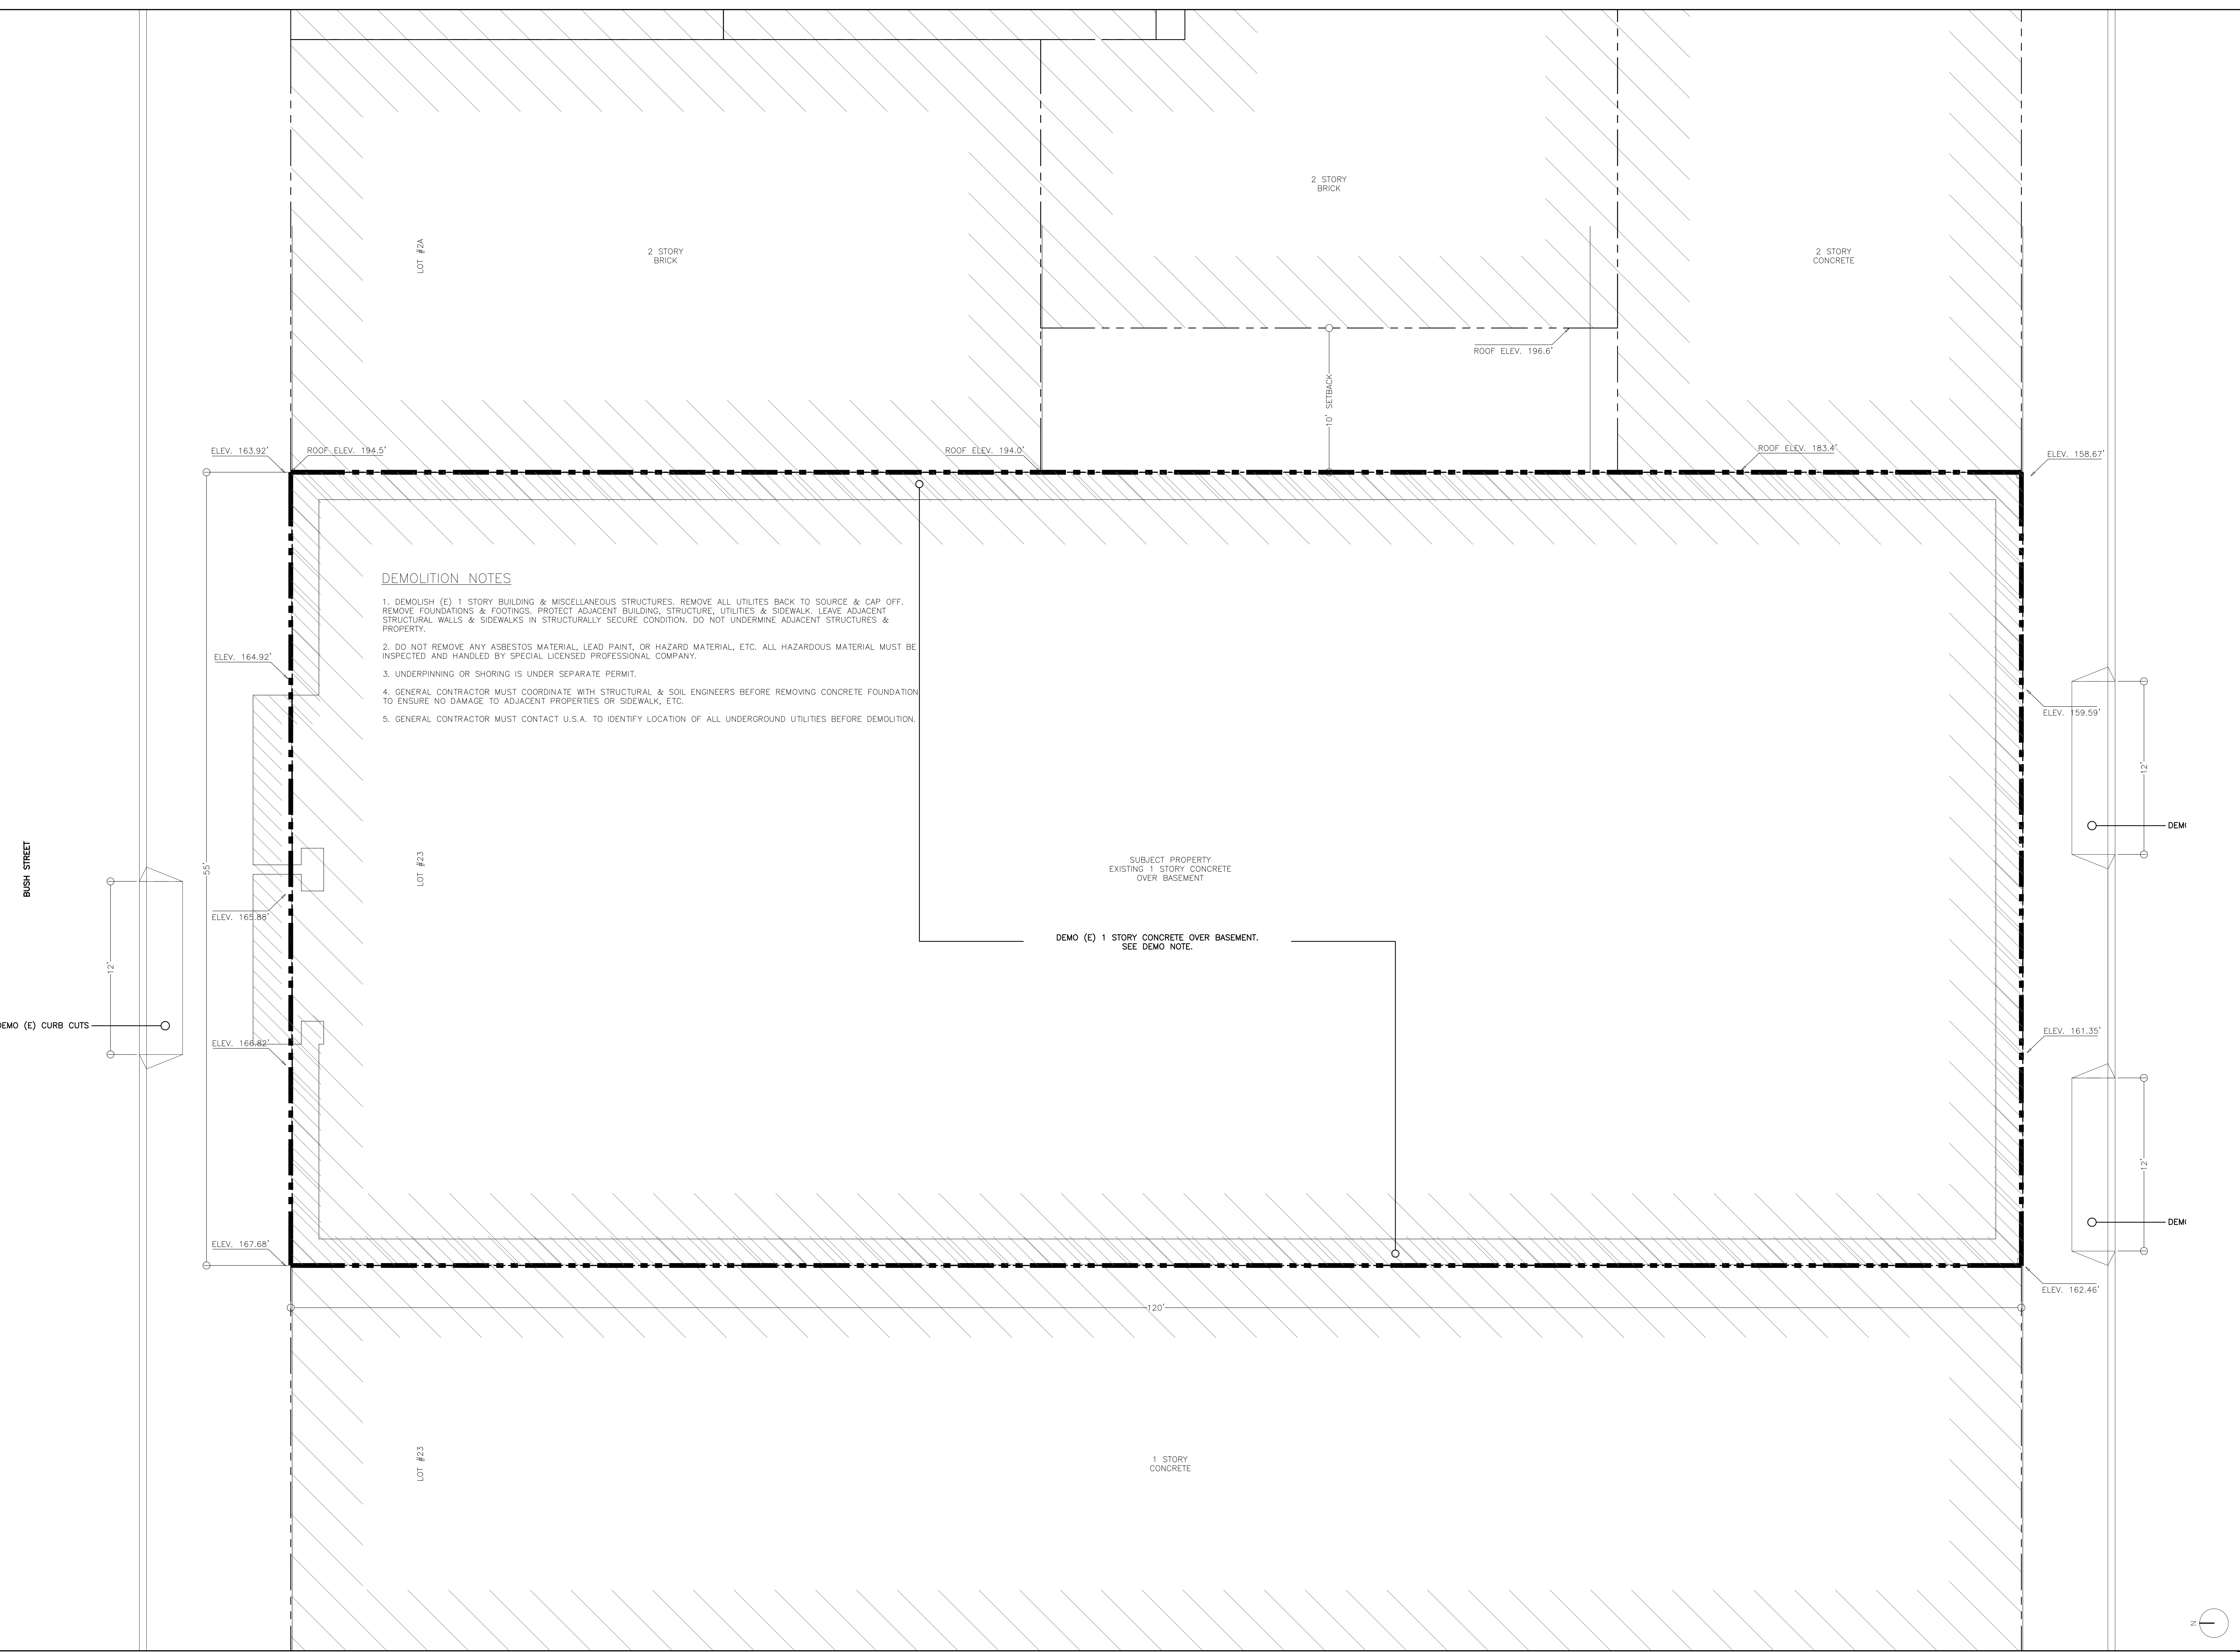 2 STORY
BRICK
LOT #2A
2 STORY
BRICK
2 STORY
CONCRETE
ROOF ELEV. 196.6'
10' SETBACK
ELEV. 163.92'
ROOF ELEV. 194.5'
ROOF ELEV. 194.0'
ROOF ELEV. 183.4'
ELEV. 158.67'
DEMOLITION NOTES
1. DEMOLISH (E) 1 STORY BUILDING & MISCELLANEOUS STRUCTURES. REMOVE ALL UTILITES BACK TO SOURCE & CAP OFF.
REMOVE FOUNDATIONS & FOOTINGS. PROTECT ADJACENT BUILDING, STRUCTURE, UTILITIES & SIDEWALK. LEAVE ADJACENT
STRUCTURAL WALLS & SIDEWALKS IN STRUCTURALLY SECURE CONDITION. DO NOT UNDERMINE ADJACENT STRUCTURES &
PROPERTY.
2. DO NOT REMOVE ANY ASBESTOS MATERIAL, LEAD PAINT, OR HAZARD MATERIAL, ETC. ALL HAZARDOUS MATERIAL MUST BE
INSPECTED AND HANDLED BY SPECIAL LICENSED PROFESSIONAL COMPANY.
3. UNDERPINNING OR SHORING IS UNDER SEPARATE PERMIT.
4. GENERAL CONTRACTOR MUST COORDINATE WITH STRUCTURAL & SOIL ENGINEERS BEFORE REMOVING CONCRETE FOUNDATION
TO ENSURE NO DAMAGE TO ADJACENT PROPERTIES OR SIDEWALK, ETC.
5. GENERAL CONTRACTOR MUST CONTACT U.S.A. TO IDENTIFY LOCATION OF ALL UNDERGROUND UTILITIES BEFORE DEMOLITION.
ELEV. 164.92'
ELEV. 159.59'
12'
DEM
BUSH STREET
55'
LOT #23
SUBJECT PROPERTY
EXISTING 1 STORY CONCRETE
OVER BASEMENT
ELEV. 165.88'
DEMO (E) 1 STORY CONCRETE OVER BASEMENT.
SEE DEMO NOTE.
12'
DEMO (E) CURB CUTS
ELEV. 166.82'
ELEV. 161.35'
12'
DEM
ELEV. 167.68'
ELEV. 162.46'
120'
LOT #23
1 STORY
CONCRETE
N